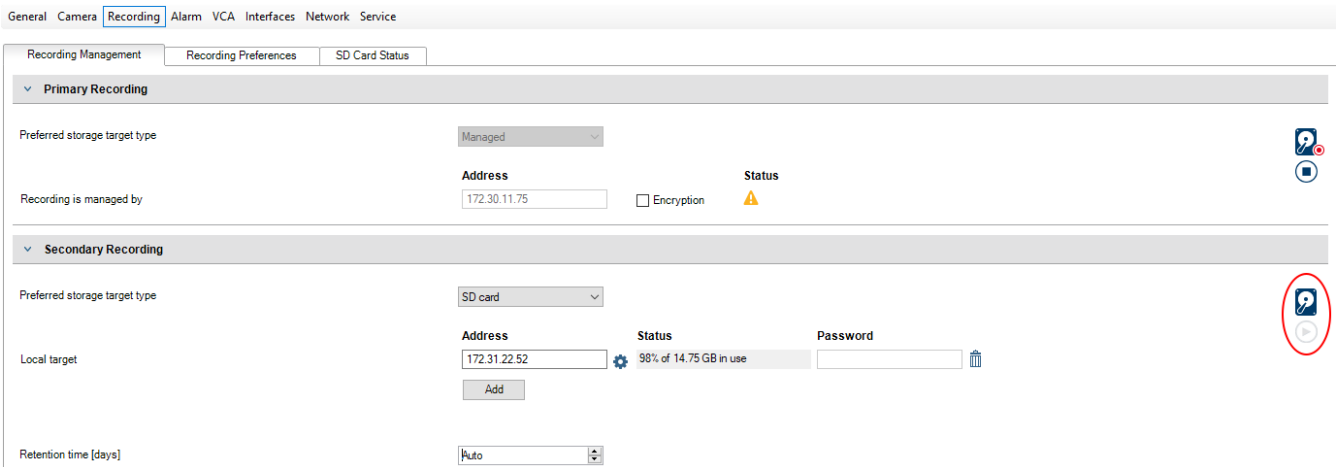 General Camera Recording Alarm VCA Interfaces Network Service
Recording Management Recording Preferences SD Card Status
Primary Recording
Preferred storage target type Managed
Address Status
Recording is managed by 172.30.11.75 Encryption
Secondary Recording
Preferred storage target type SD card
Address Status Password
Local target 172.31.22.52 98% of 14.75 GB in use
Add
Retention time [days] Auto